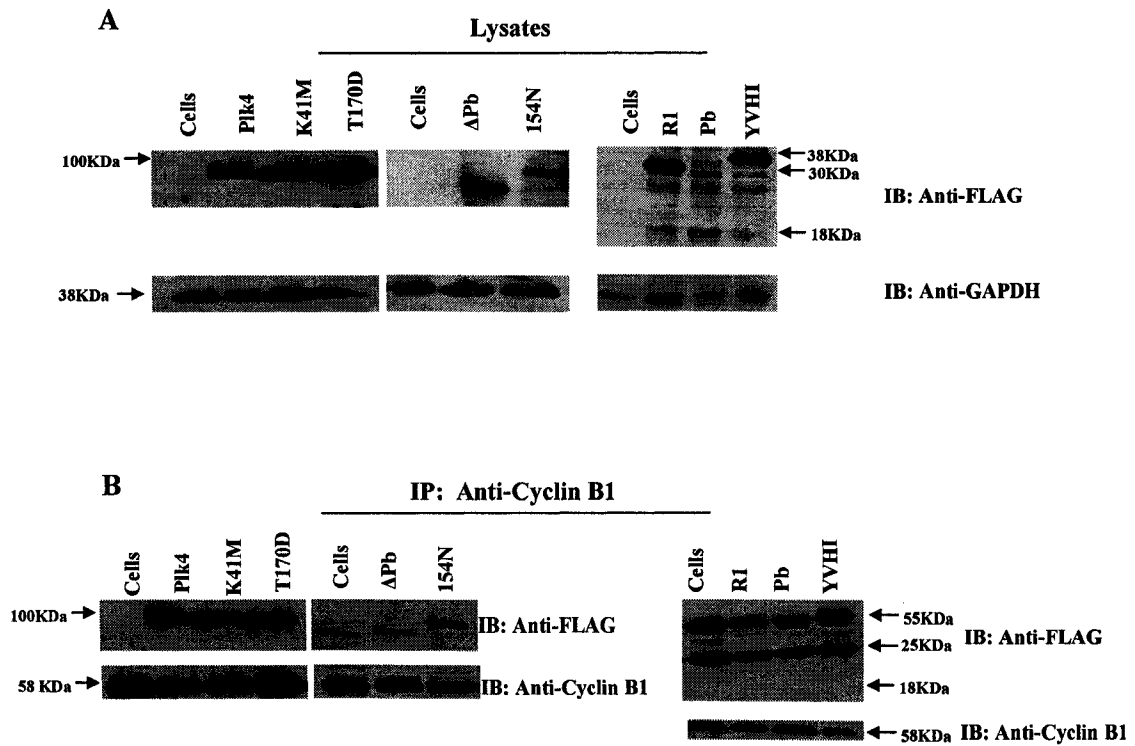 A
Lysates
Cells
Plk4
K41M
T170D
Cells
ΔPb
154N
Cells
R1
Pb
YVHI
100KDa
38KDa
30KDa
18KDa
IB: Anti-FLAG
38KDa
IB: Anti-GAPDH
B
IP: Anti-Cyclin B1
Cells
Plk4
K41M
T170D
Cells
ΔPb
154N
Cells
R1
Pb
YVHI
100KDa
IB: Anti-FLAG
55KDa
25KDa
18KDa
IB: Anti-FLAG
58 KDa
IB: Anti-Cyclin B1
58KDa
IB: Anti-Cyclin B1